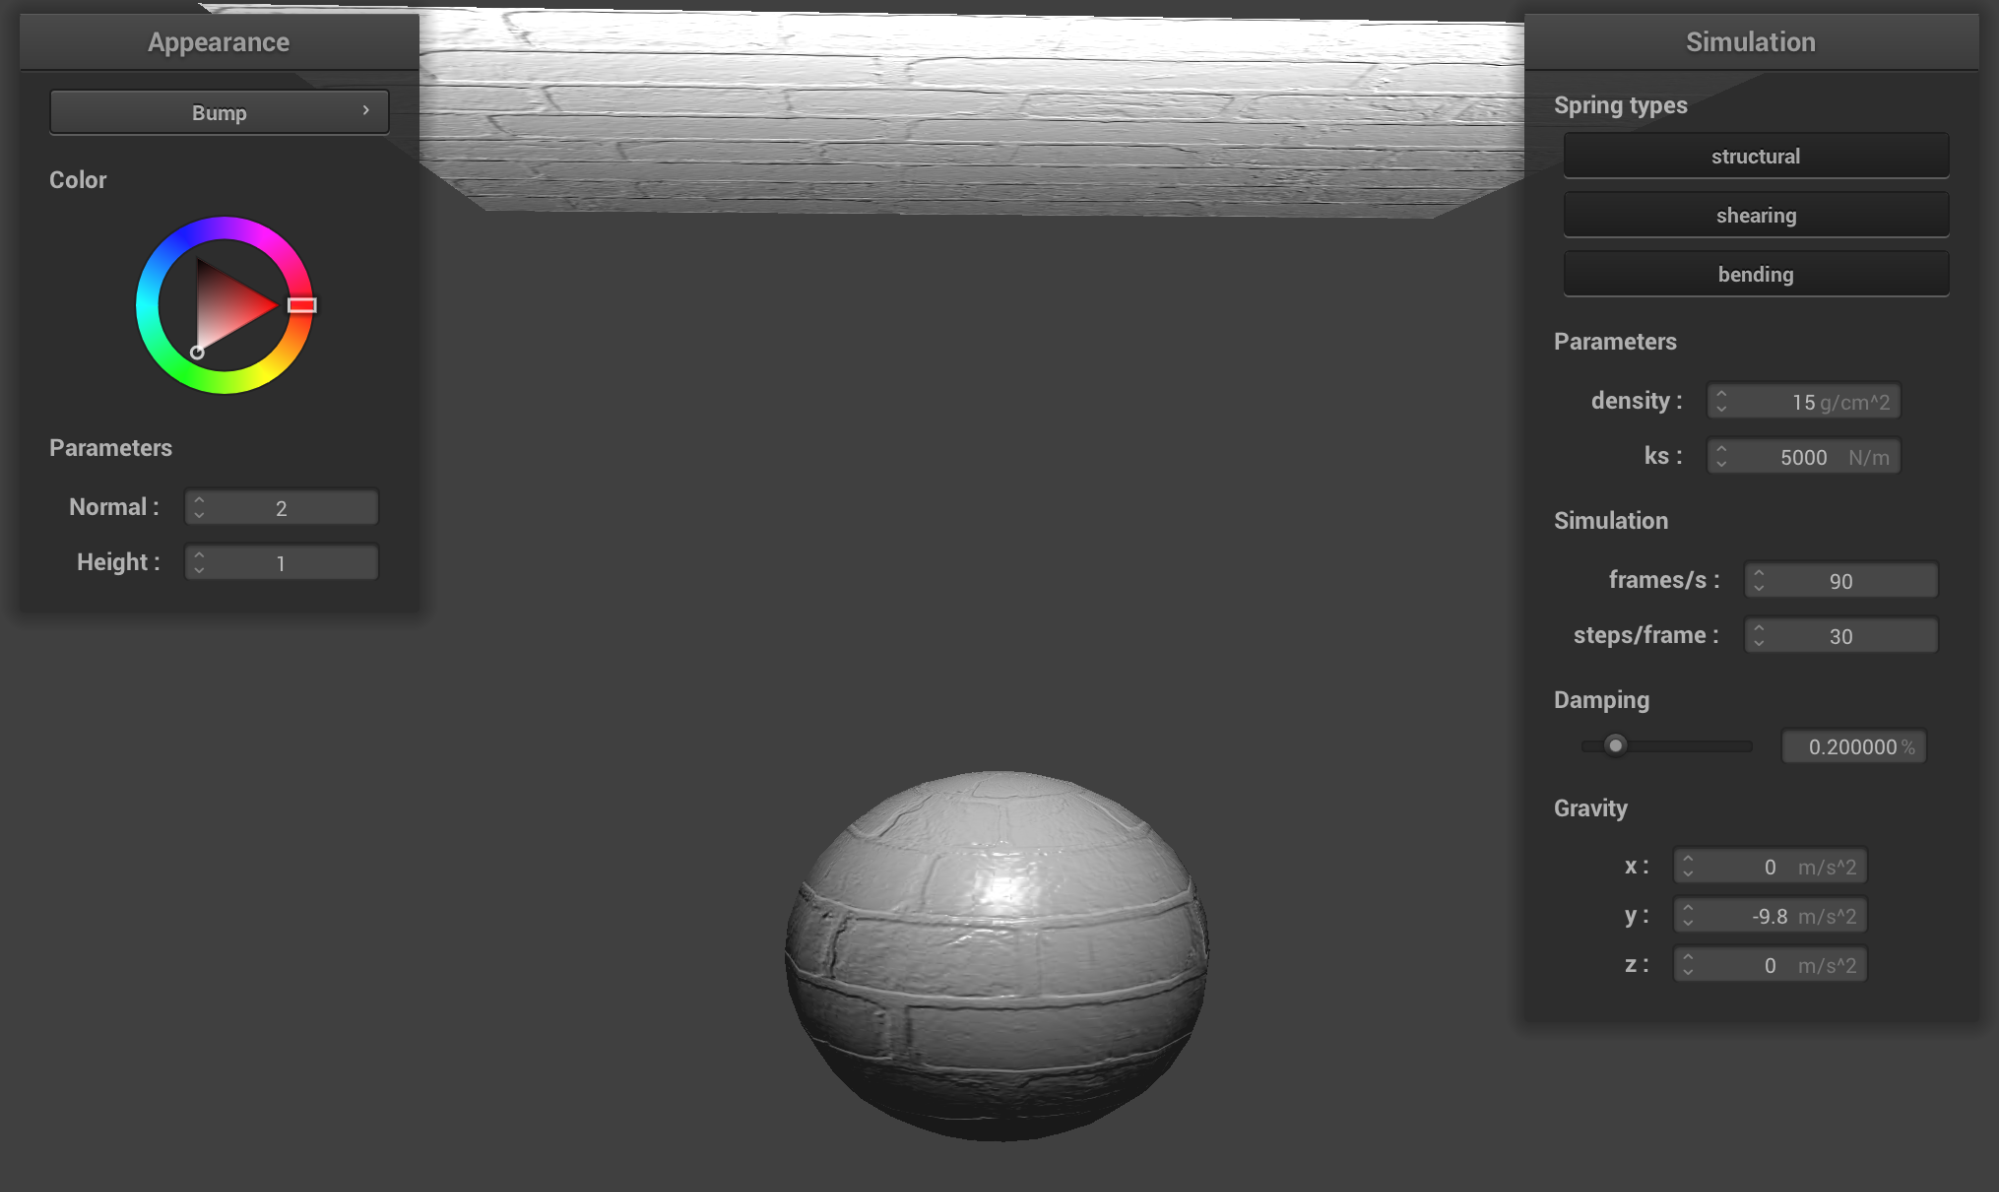 Appearance
Bump
Color
Parameters
Normal : 2
Height : 1
Simulation
Spring types
structural
shearing
bending
Parameters
density : 15 g/cm^2
ks : 5000 N/m
Simulation
frames/s : 90
steps/frame : 30
Damping
0.200000 %
Gravity
x : 0 m/s^2
y : -9.8 m/s^2
z : 0 m/s^2